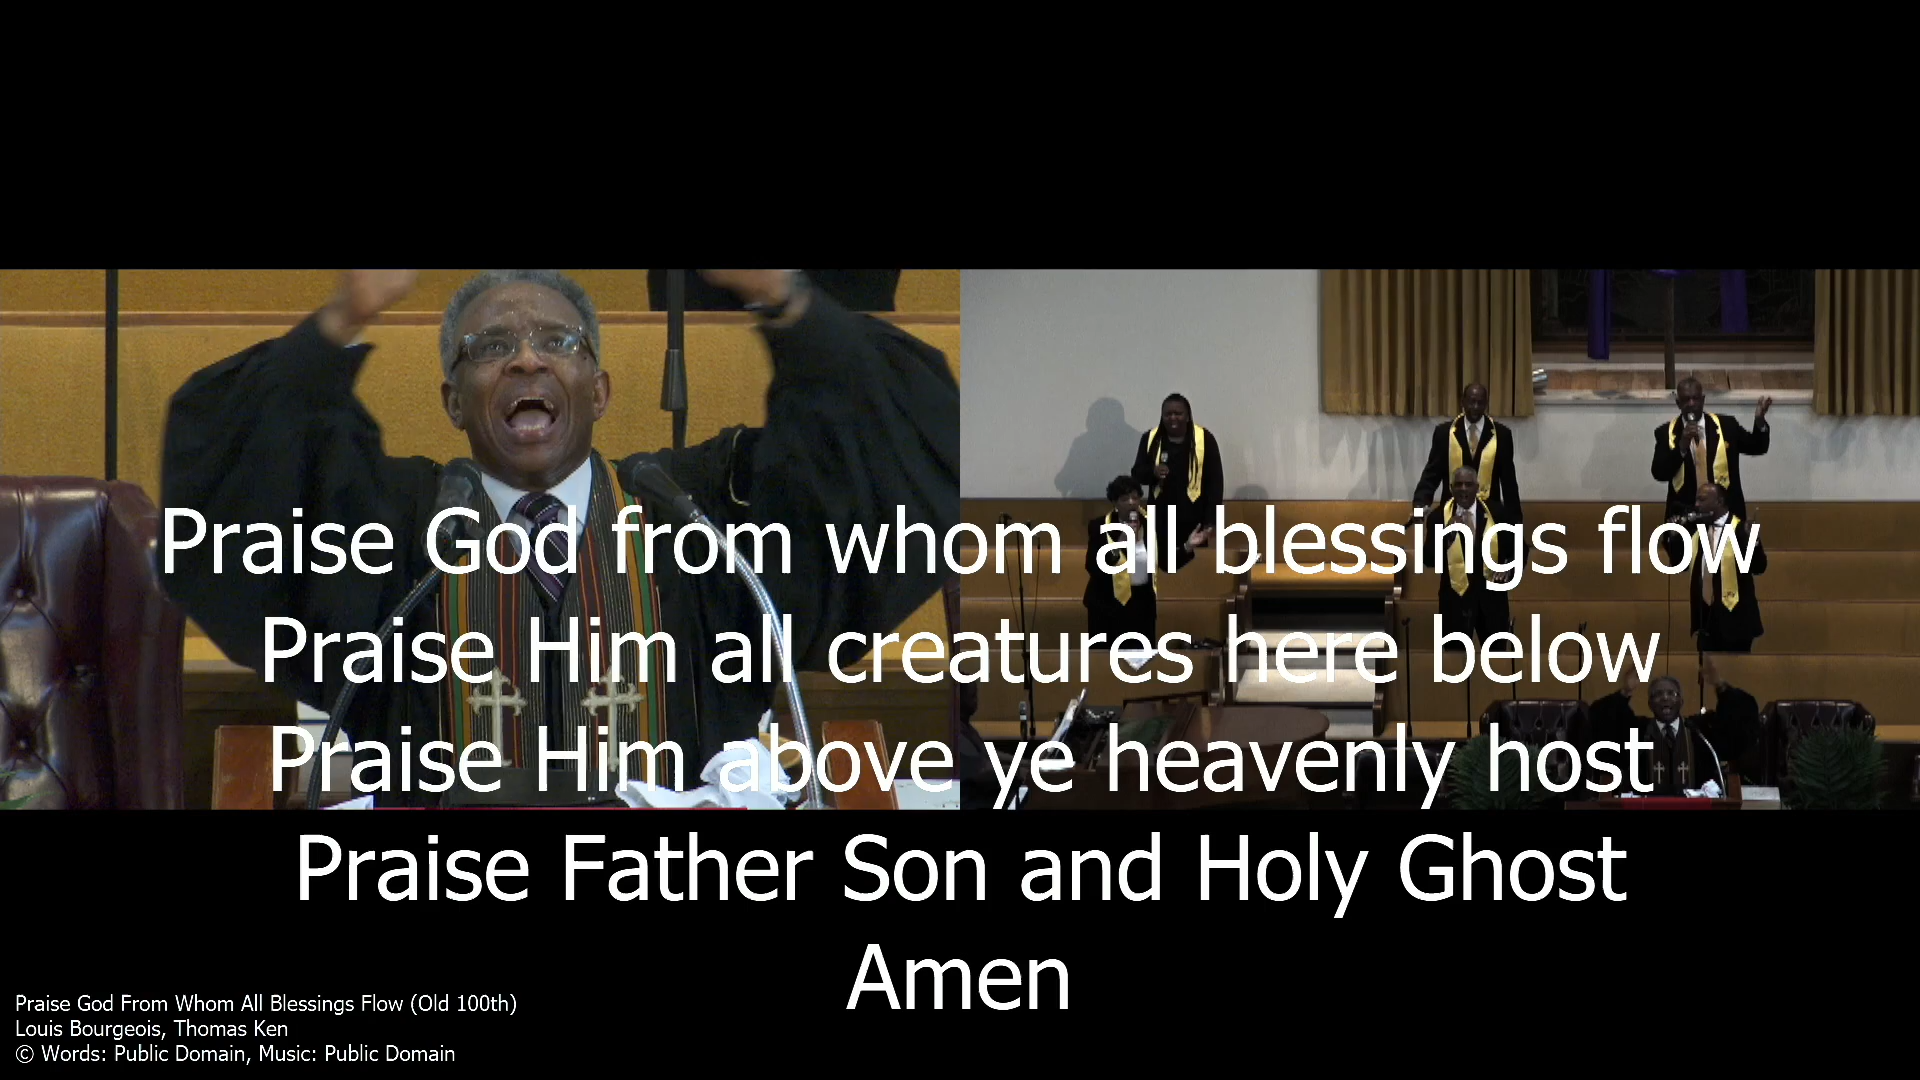 Praise God from whom all blessings flow
Praise Him all creatures here below
Praise Him above ye heavenly host
Praise Father Son and Holy Ghost
Amen
Praise God From Whom All Blessings Flow (Old 100th)
Louis Bourgeois, Thomas Ken
© Words: Public Domain, Music: Public Domain